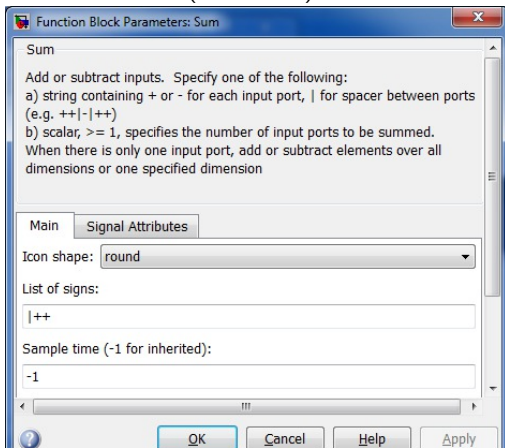 Function Block Parameters: Sum
Sum
Add or subtract inputs.  Specify one of the following:
a) string containing + or - for each input port, | for spacer between ports
(e.g. ++|-|++)
b) scalar, >= 1, specifies the number of input ports to be summed.
When there is only one input port, add or subtract elements over all
dimensions or one specified dimension
Main Signal Attributes
Icon shape: round
List of signs:
|++
Sample time (-1 for inherited):
-1
OK Cancel Help Apply